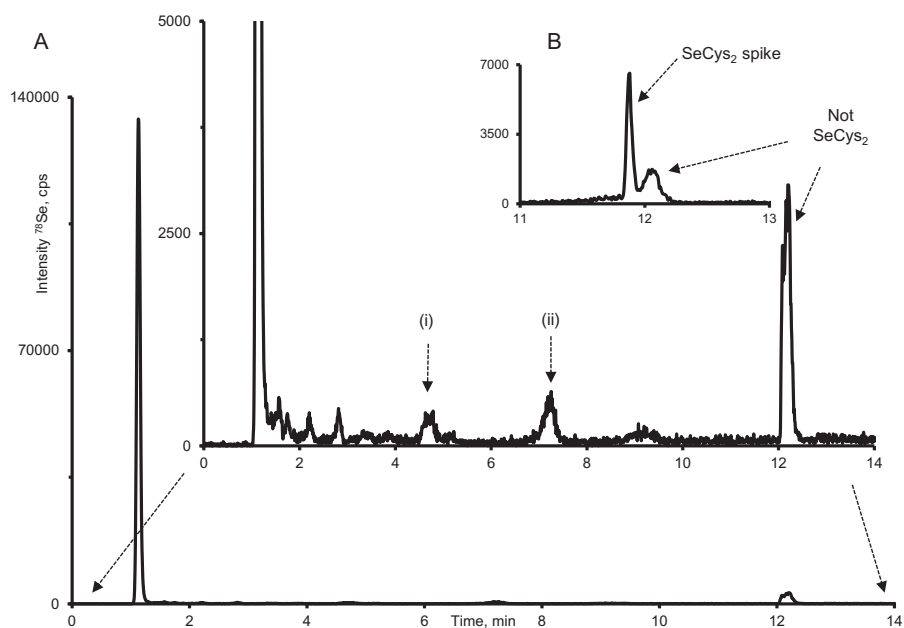 A
B
5000
2500
0
0 2 4 6 8 10 12 14
7000
3500
0
11 12 13
SeCys₂ spike
Not
SeCys₂
(i)
(ii)
140000
70000
0
Intensity ⁷⁸Se, cps
0 2 4 6 8 10 12 14
Time, min